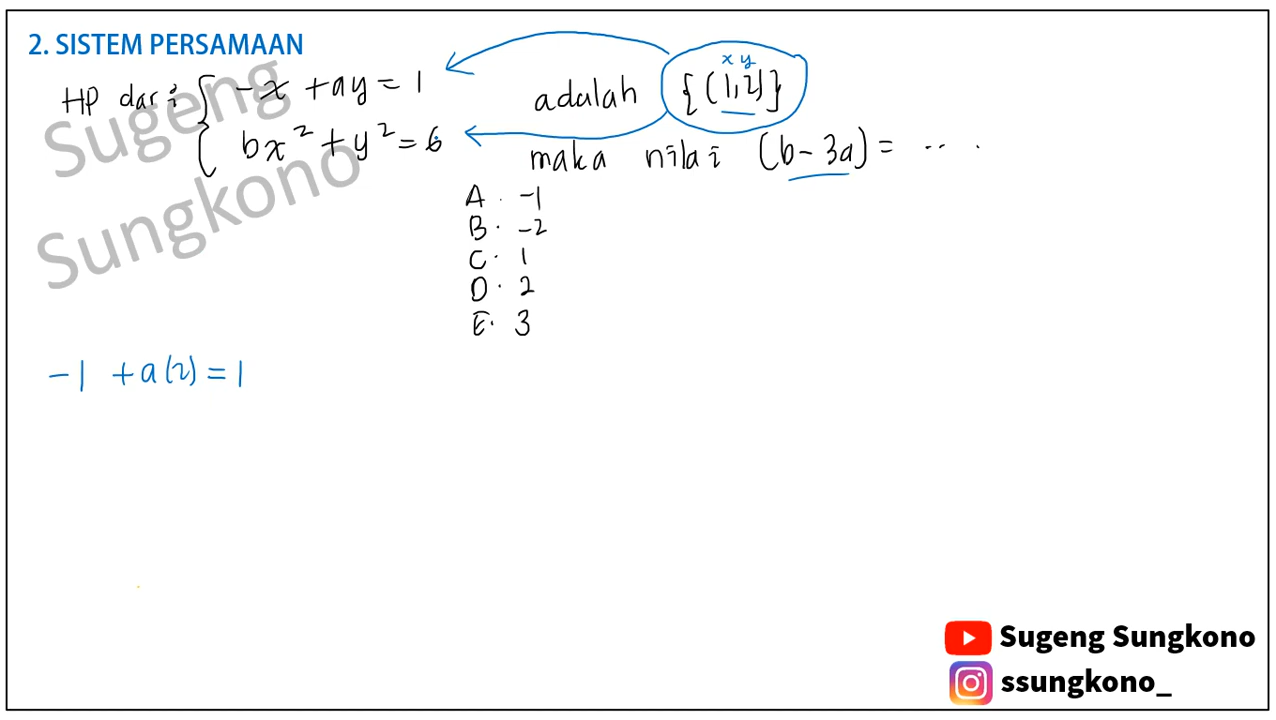 2. SISTEM PERSAMAAN
x y
HP dari { -x + ay = 1 adalah {(1,2)}
bx² + y² = 6 maka nilai (b - 3a) = .. . .
A. -1
B. -2
C. 1
D. 2
E. 3
-1 + a(2) = 1
Sugeng
Sungkono
Sugeng Sungkono
ssungkono_